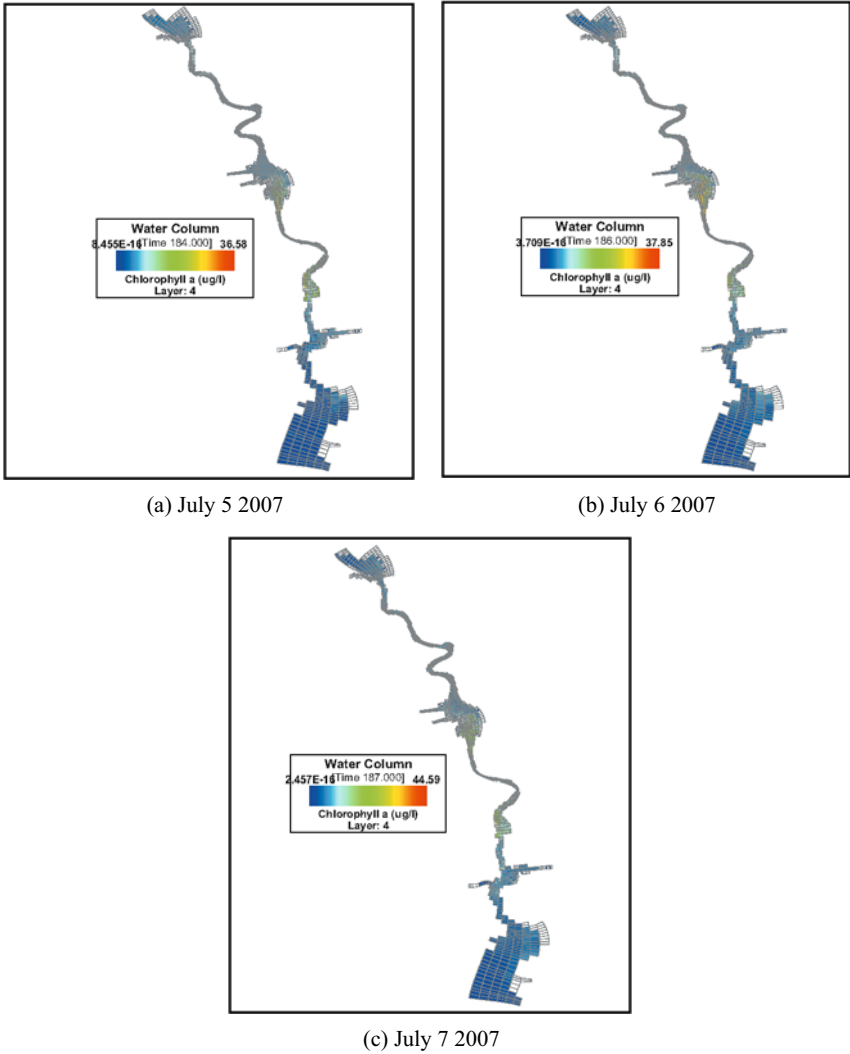 Water Column
8.455E-16 [Time 184.000] 36.58
Chlorophyll a (ug/l)
Layer: 4
Water Column
3.709E-16 [Time 186.000] 37.85
Chlorophyll a (ug/l)
Layer: 4
(a) July 5 2007
(b) July 6 2007
Water Column
2.457E-16 [Time 187.000] 44.59
Chlorophyll a (ug/l)
Layer: 4
(c) July 7 2007